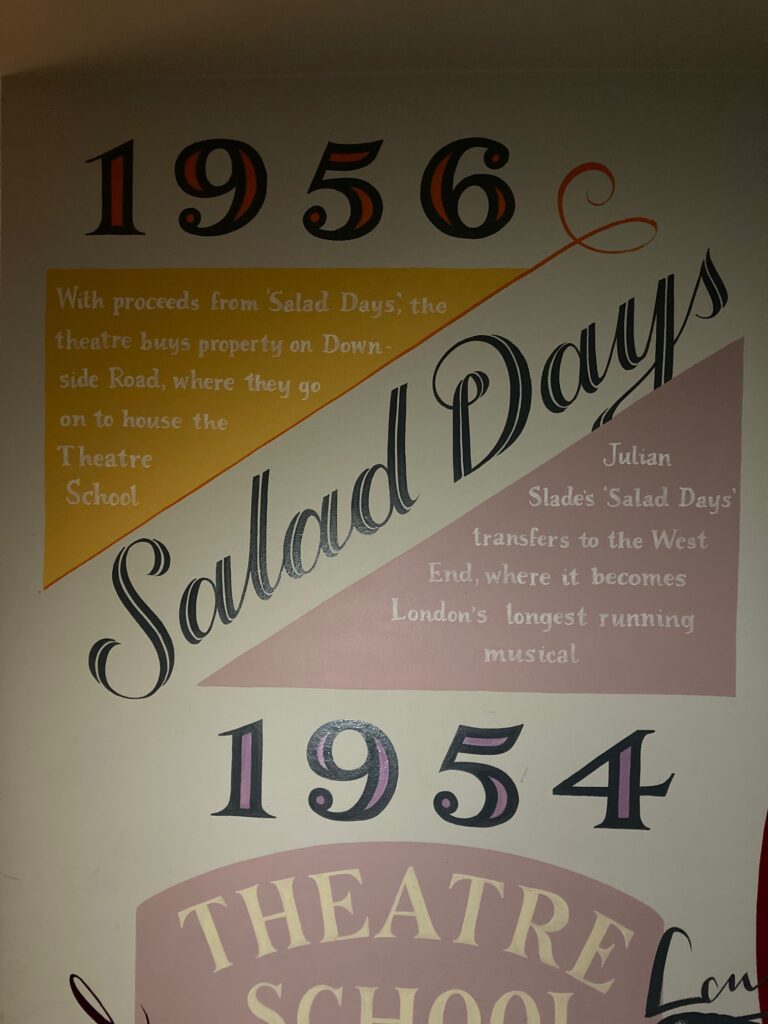 1956
With proceeds from 'Salad Days', the
theatre buys property on Down-
side Road, where they go
on to house the
Theatre
School
Salad Days
Julian
Slade's 'Salad Days'
transfers to the West
End, where it becomes
London's longest running
musical
1954
THEATRE
SCHOOL